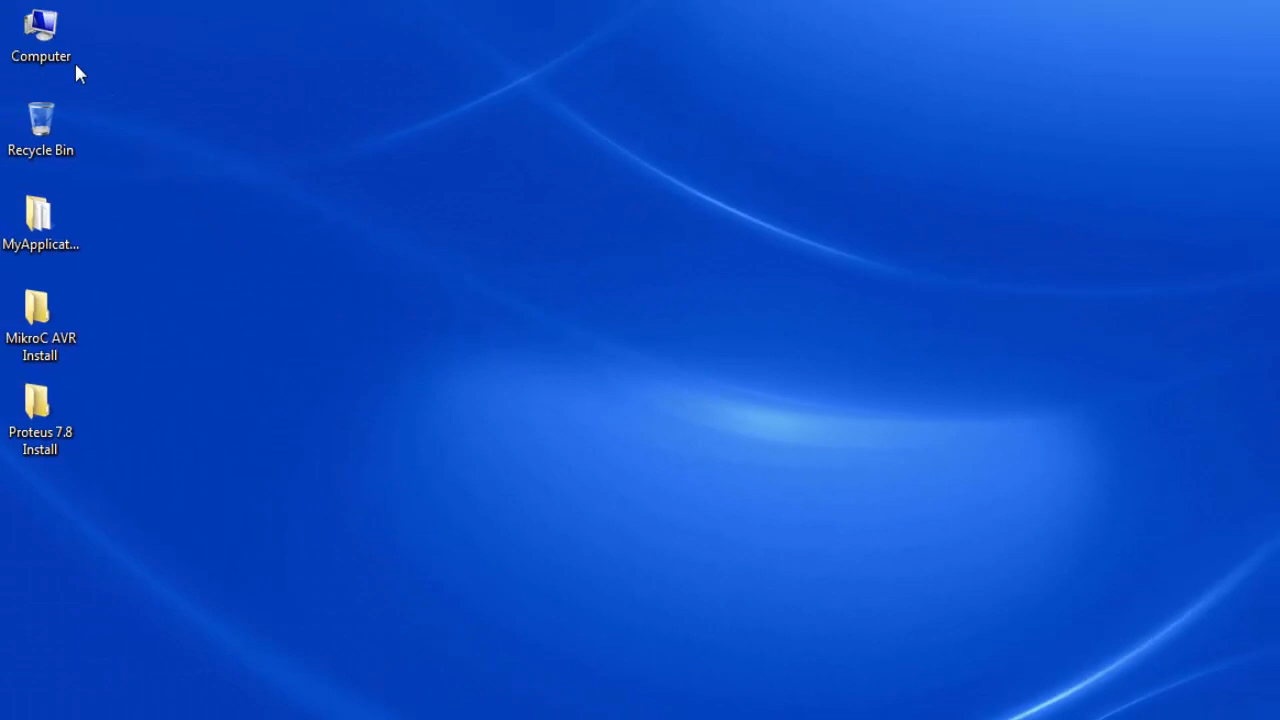 Computer
Recycle Bin
MyApplicat...
MikroC AVR
Install
Proteus 7.8
Install